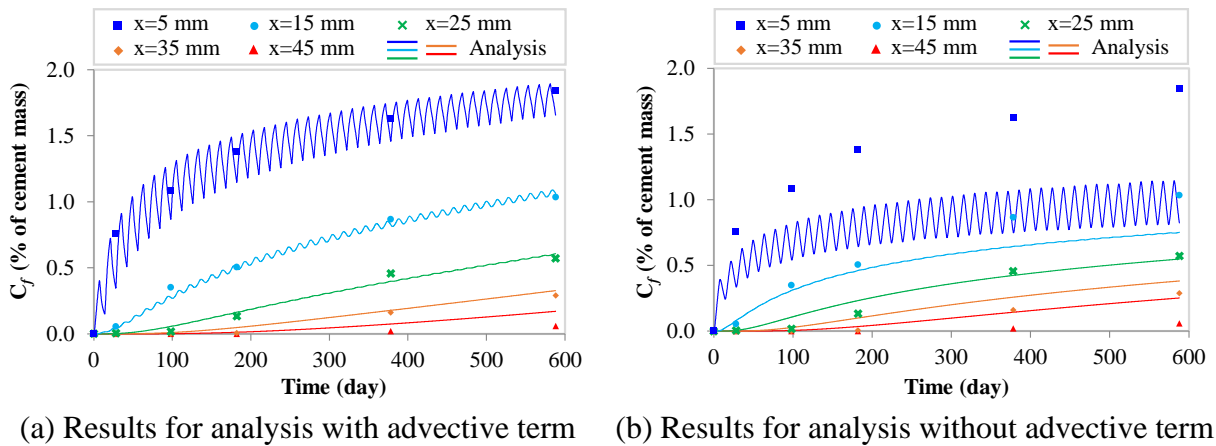 x=5 mm x=15 mm x=25 mm
x=35 mm x=45 mm Analysis
2.0
1.5
1.0
0.5
0.0
C_f (% of cement mass)
0 100 200 300 400 500 600
Time (day)
(a) Results for analysis with advective term
x=5 mm x=15 mm x=25 mm
x=35 mm x=45 mm Analysis
2.0
1.5
1.0
0.5
0.0
C_f (% of cement mass)
0 100 200 300 400 500 600
Time (day)
(b) Results for analysis without advective term